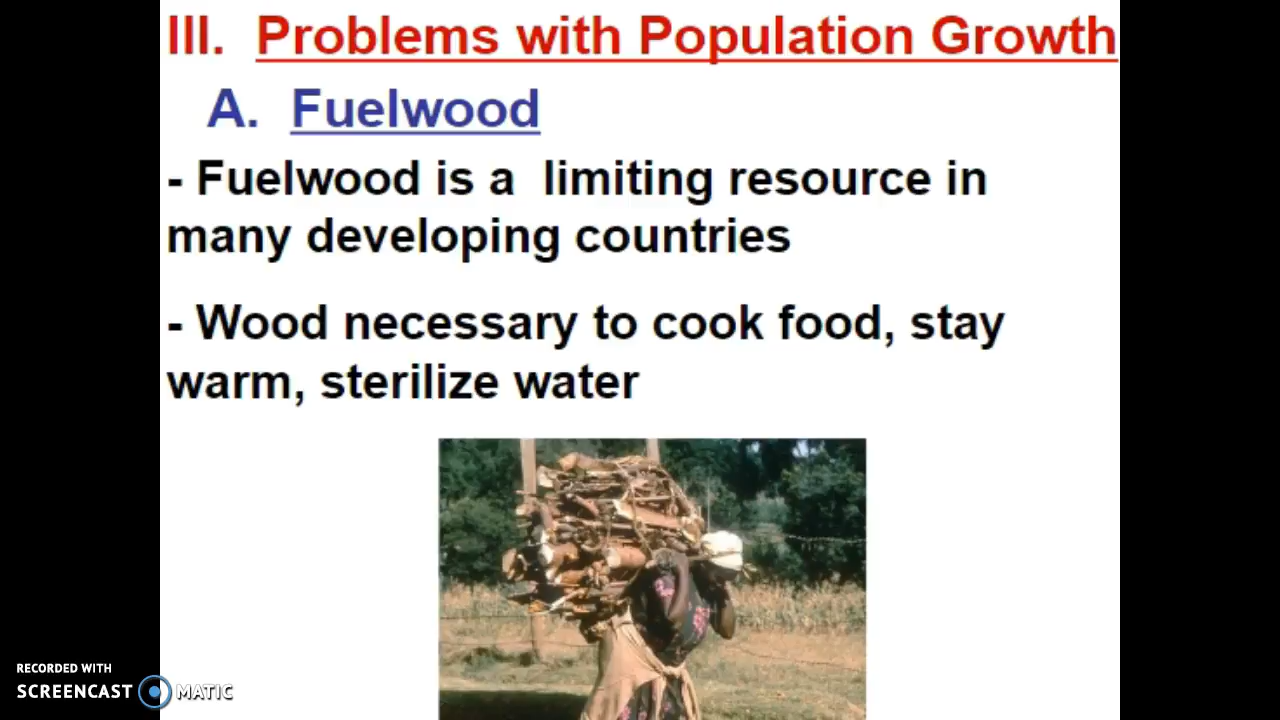 III. Problems with Population Growth
A. Fuelwood
- Fuelwood is a limiting resource in
many developing countries
- Wood necessary to cook food, stay
warm, sterilize water
RECORDED WITH
SCREENCAST MATIC